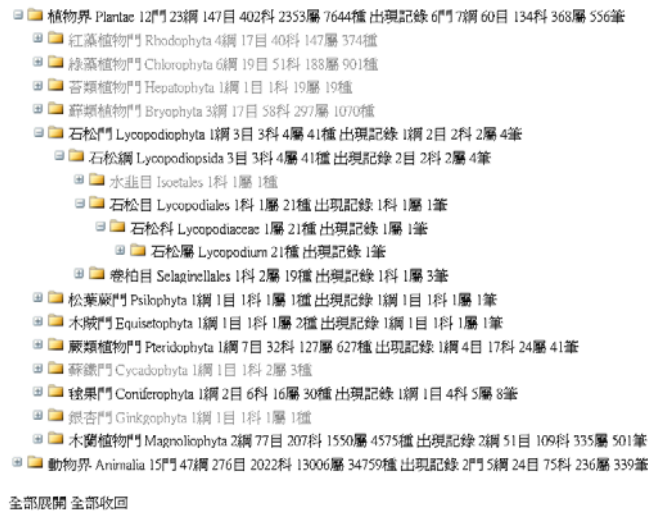 植物界 Plantae 12門 23綱 147目 402科 2353屬 7644種 出現記錄 6門 7綱 60目 134科 368屬 556筆
紅藻植物門 Rhodophyta 4綱 17目 40科 147屬 374種
綠藻植物門 Chlorophyta 6綱 19目 51科 188屬 901種
苔類植物門 Hepatophyta 1綱 1目 1科 19屬 19種
蘚類植物門 Bryophyta 3綱 17目 58科 297屬 1070種
石松門 Lycopodiophyta 1綱 3目 3科 4屬 41種 出現記錄 1綱 2目 2科 2屬 4筆
石松綱 Lycopodiopsida 3目 3科 4屬 41種 出現記錄 2目 2科 2屬 4筆
水韭目 Isoetales 1科 1屬 1種
石松目 Lycopodiales 1科 1屬 21種 出現記錄 1科 1屬 1筆
石松科 Lycopodiaceae 1屬 21種 出現記錄 1屬 1筆
石松屬 Lycopodium 21種 出現記錄 1筆
卷柏目 Selaginellales 1科 2屬 19種 出現記錄 1科 1屬 3筆
松葉蕨門 Psilophyta 1綱 1目 1科 1屬 1種 出現記錄 1綱 1目 1科 1屬 1筆
木賊門 Equisetophyta 1綱 1目 1科 1屬 2種 出現記錄 1綱 1目 1科 1屬 1筆
蕨類植物門 Pteridophyta 1綱 7目 32科 127屬 627種 出現記錄 1綱 4目 17科 24屬 41筆
蘇鐵門 Cycadophyta 1綱 1目 1科 2屬 3種
毬果門 Coniferophyta 1綱 2目 6科 16屬 30種 出現記錄 1綱 1目 4科 5屬 8筆
銀杏門 Ginkgophyta 1綱 1目 1科 1屬 1種
木蘭植物門 Magnoliophyta 2綱 77目 207科 1550屬 4575種 出現記錄 2綱 51目 109科 335屬 501筆
動物界 Animalia 15門 47綱 276目 2022科 13006屬 34759種 出現記錄 2門 5綱 24目 75科 236屬 339筆
全部展開 全部收回